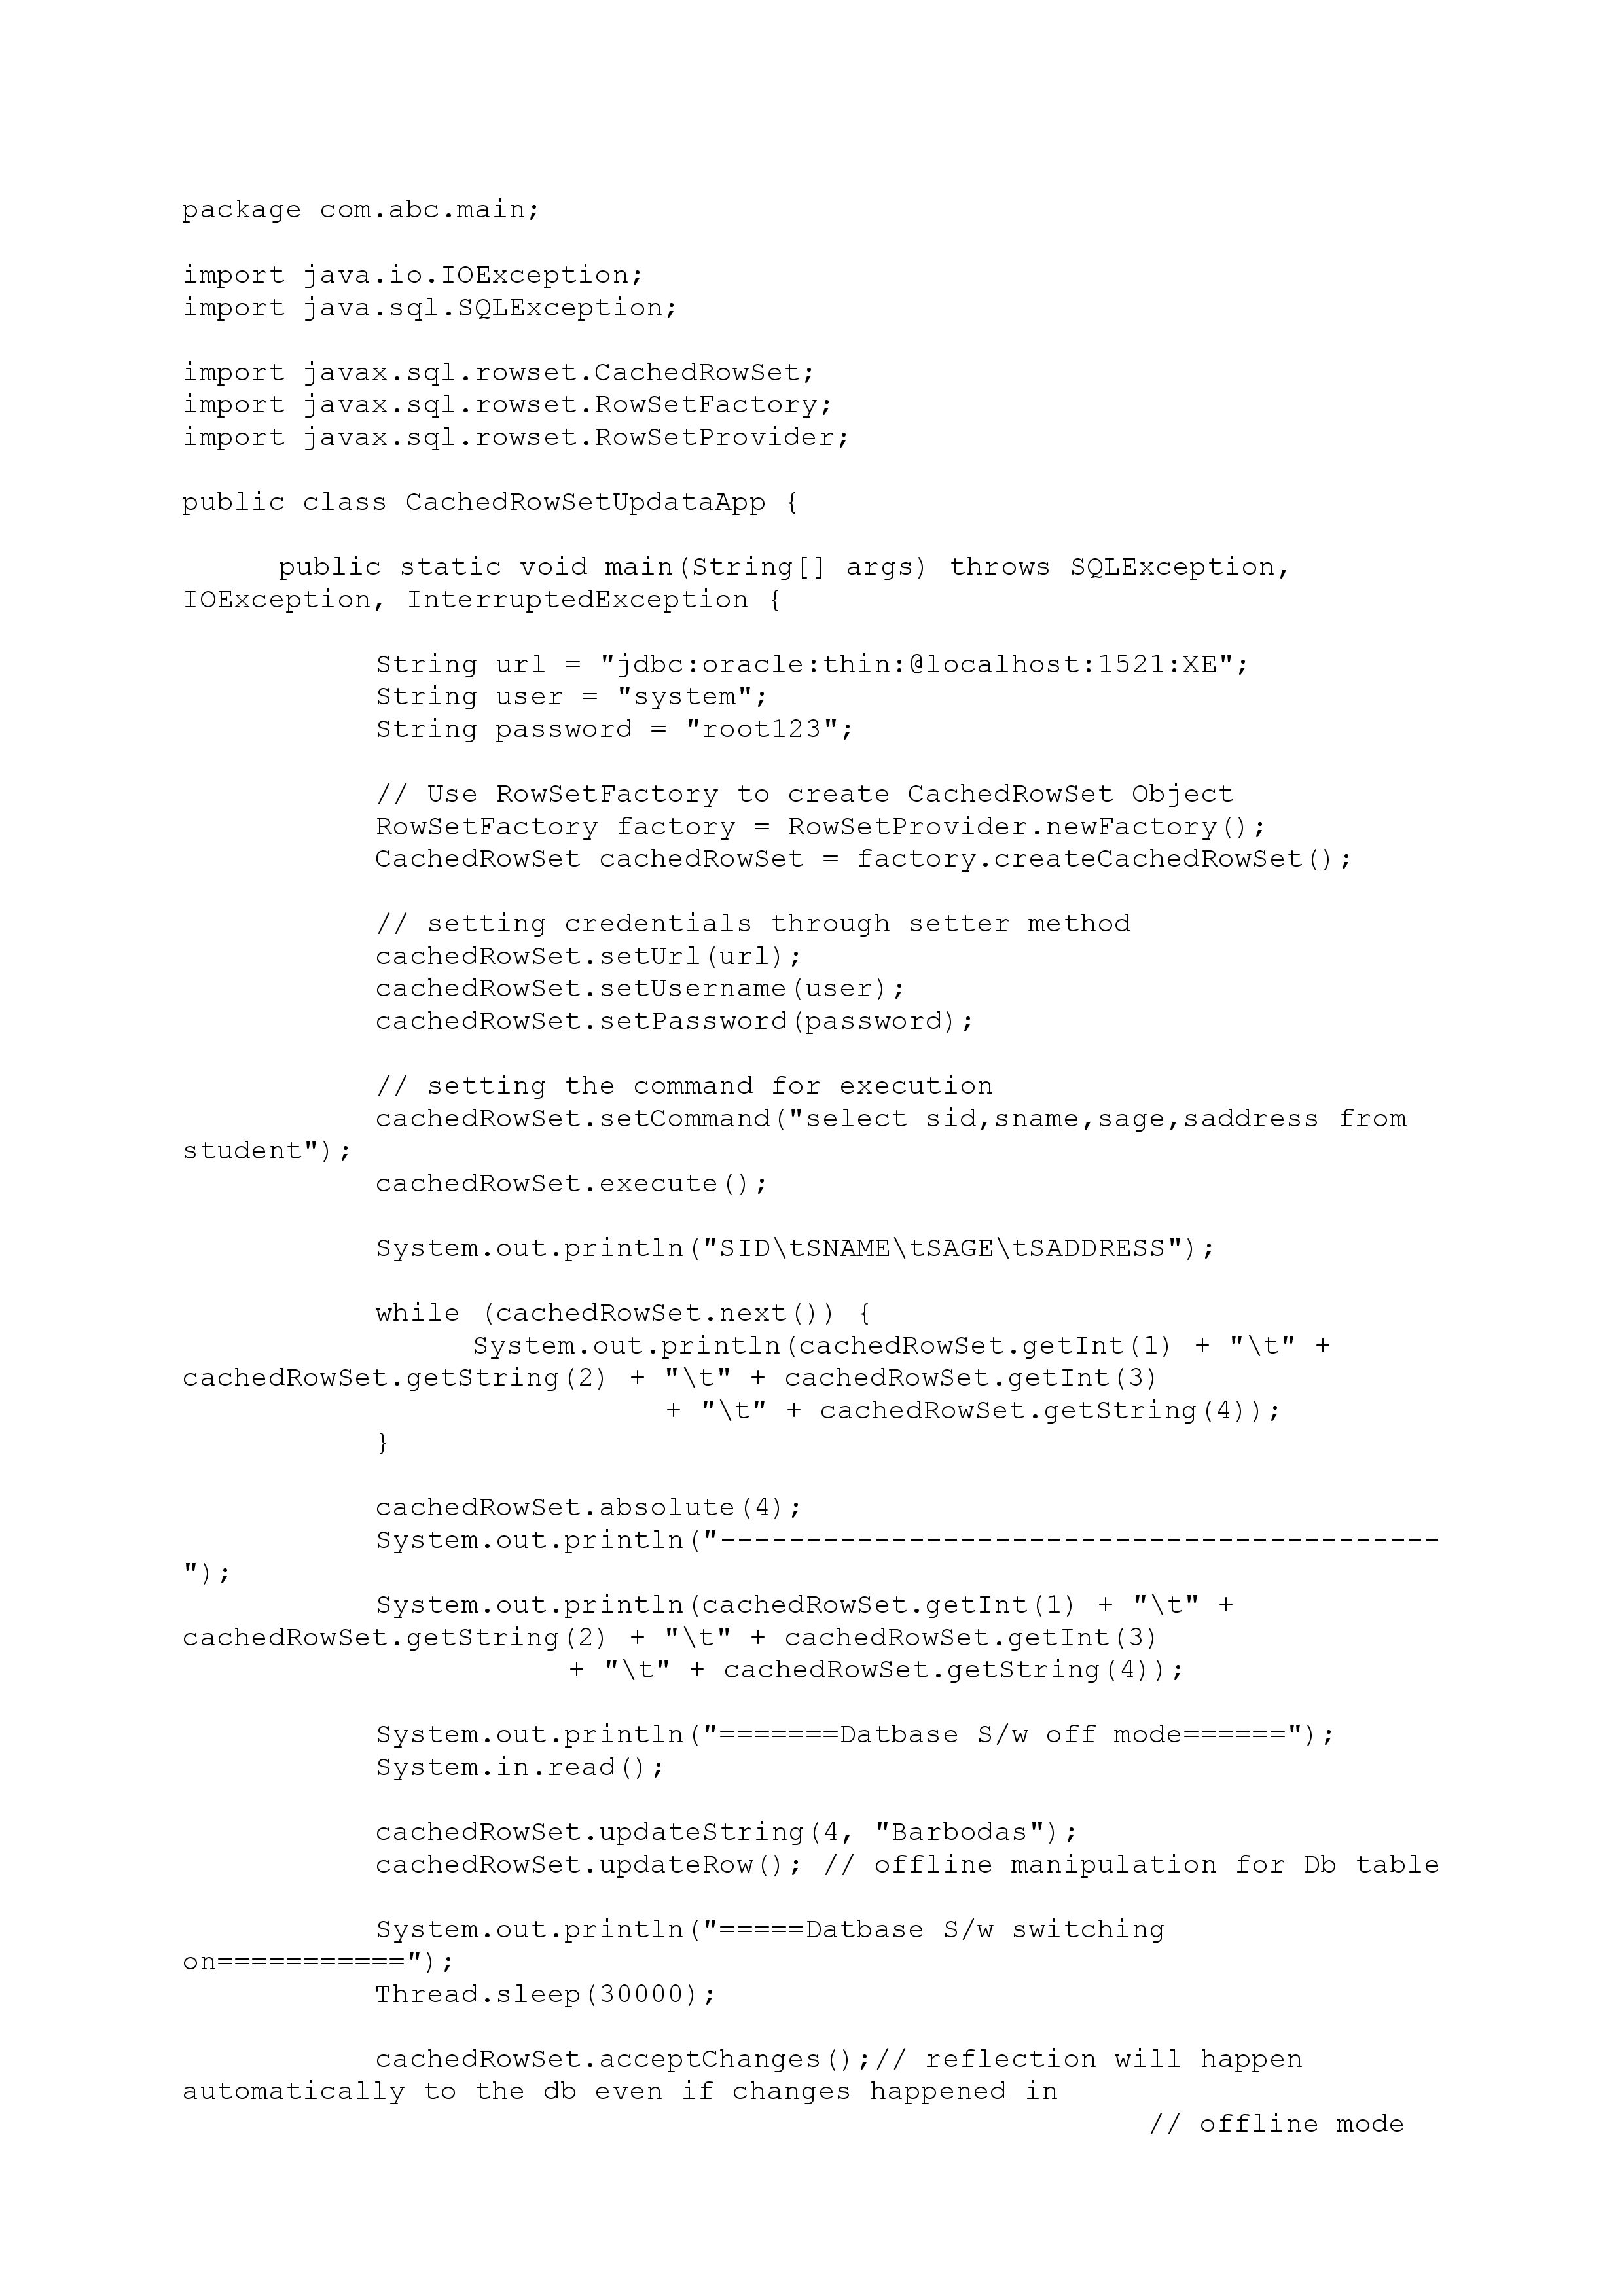 package com.abc.main;
import java.io.IOException;
import java.sql.SQLException;
import javax.sql.rowset.CachedRowSet;
import javax.sql.rowset.RowSetFactory;
import javax.sql.rowset.RowSetProvider;
public class CachedRowSetUpdataApp {
public static void main(String[] args) throws SQLException,
IOException, InterruptedException {
String url = "jdbc:oracle:thin:@localhost:1521:XE";
String user = "system";
String password = "root123";
// Use RowSetFactory to create CachedRowSet Object
RowSetFactory factory = RowSetProvider.newFactory();
CachedRowSet cachedRowSet = factory.createCachedRowSet();
// setting credentials through setter method
cachedRowSet.setUrl(url);
cachedRowSet.setUsername(user);
cachedRowSet.setPassword(password);
// setting the command for execution
cachedRowSet.setCommand("select sid,sname,sage,saddress from
student");
cachedRowSet.execute();
System.out.println("SID\tSNAME\tSAGE\tSADDRESS");
while (cachedRowSet.next()) {
System.out.println(cachedRowSet.getInt(1) + "\t" +
cachedRowSet.getString(2) + "\t" + cachedRowSet.getInt(3)
+ "\t" + cachedRowSet.getString(4));
}
cachedRowSet.absolute(4);
System.out.println("------------------------------------------
");
System.out.println(cachedRowSet.getInt(1) + "\t" +
cachedRowSet.getString(2) + "\t" + cachedRowSet.getInt(3)
+ "\t" + cachedRowSet.getString(4));
System.out.println("=======Datbase S/w off mode======");
System.in.read();
cachedRowSet.updateString(4, "Barbodas");
cachedRowSet.updateRow(); // offline manipulation for Db table
System.out.println("=====Datbase S/w switching
on===========");
Thread.sleep(30000);
cachedRowSet.acceptChanges();// reflection will happen
automatically to the db even if changes happened in
// offline mode